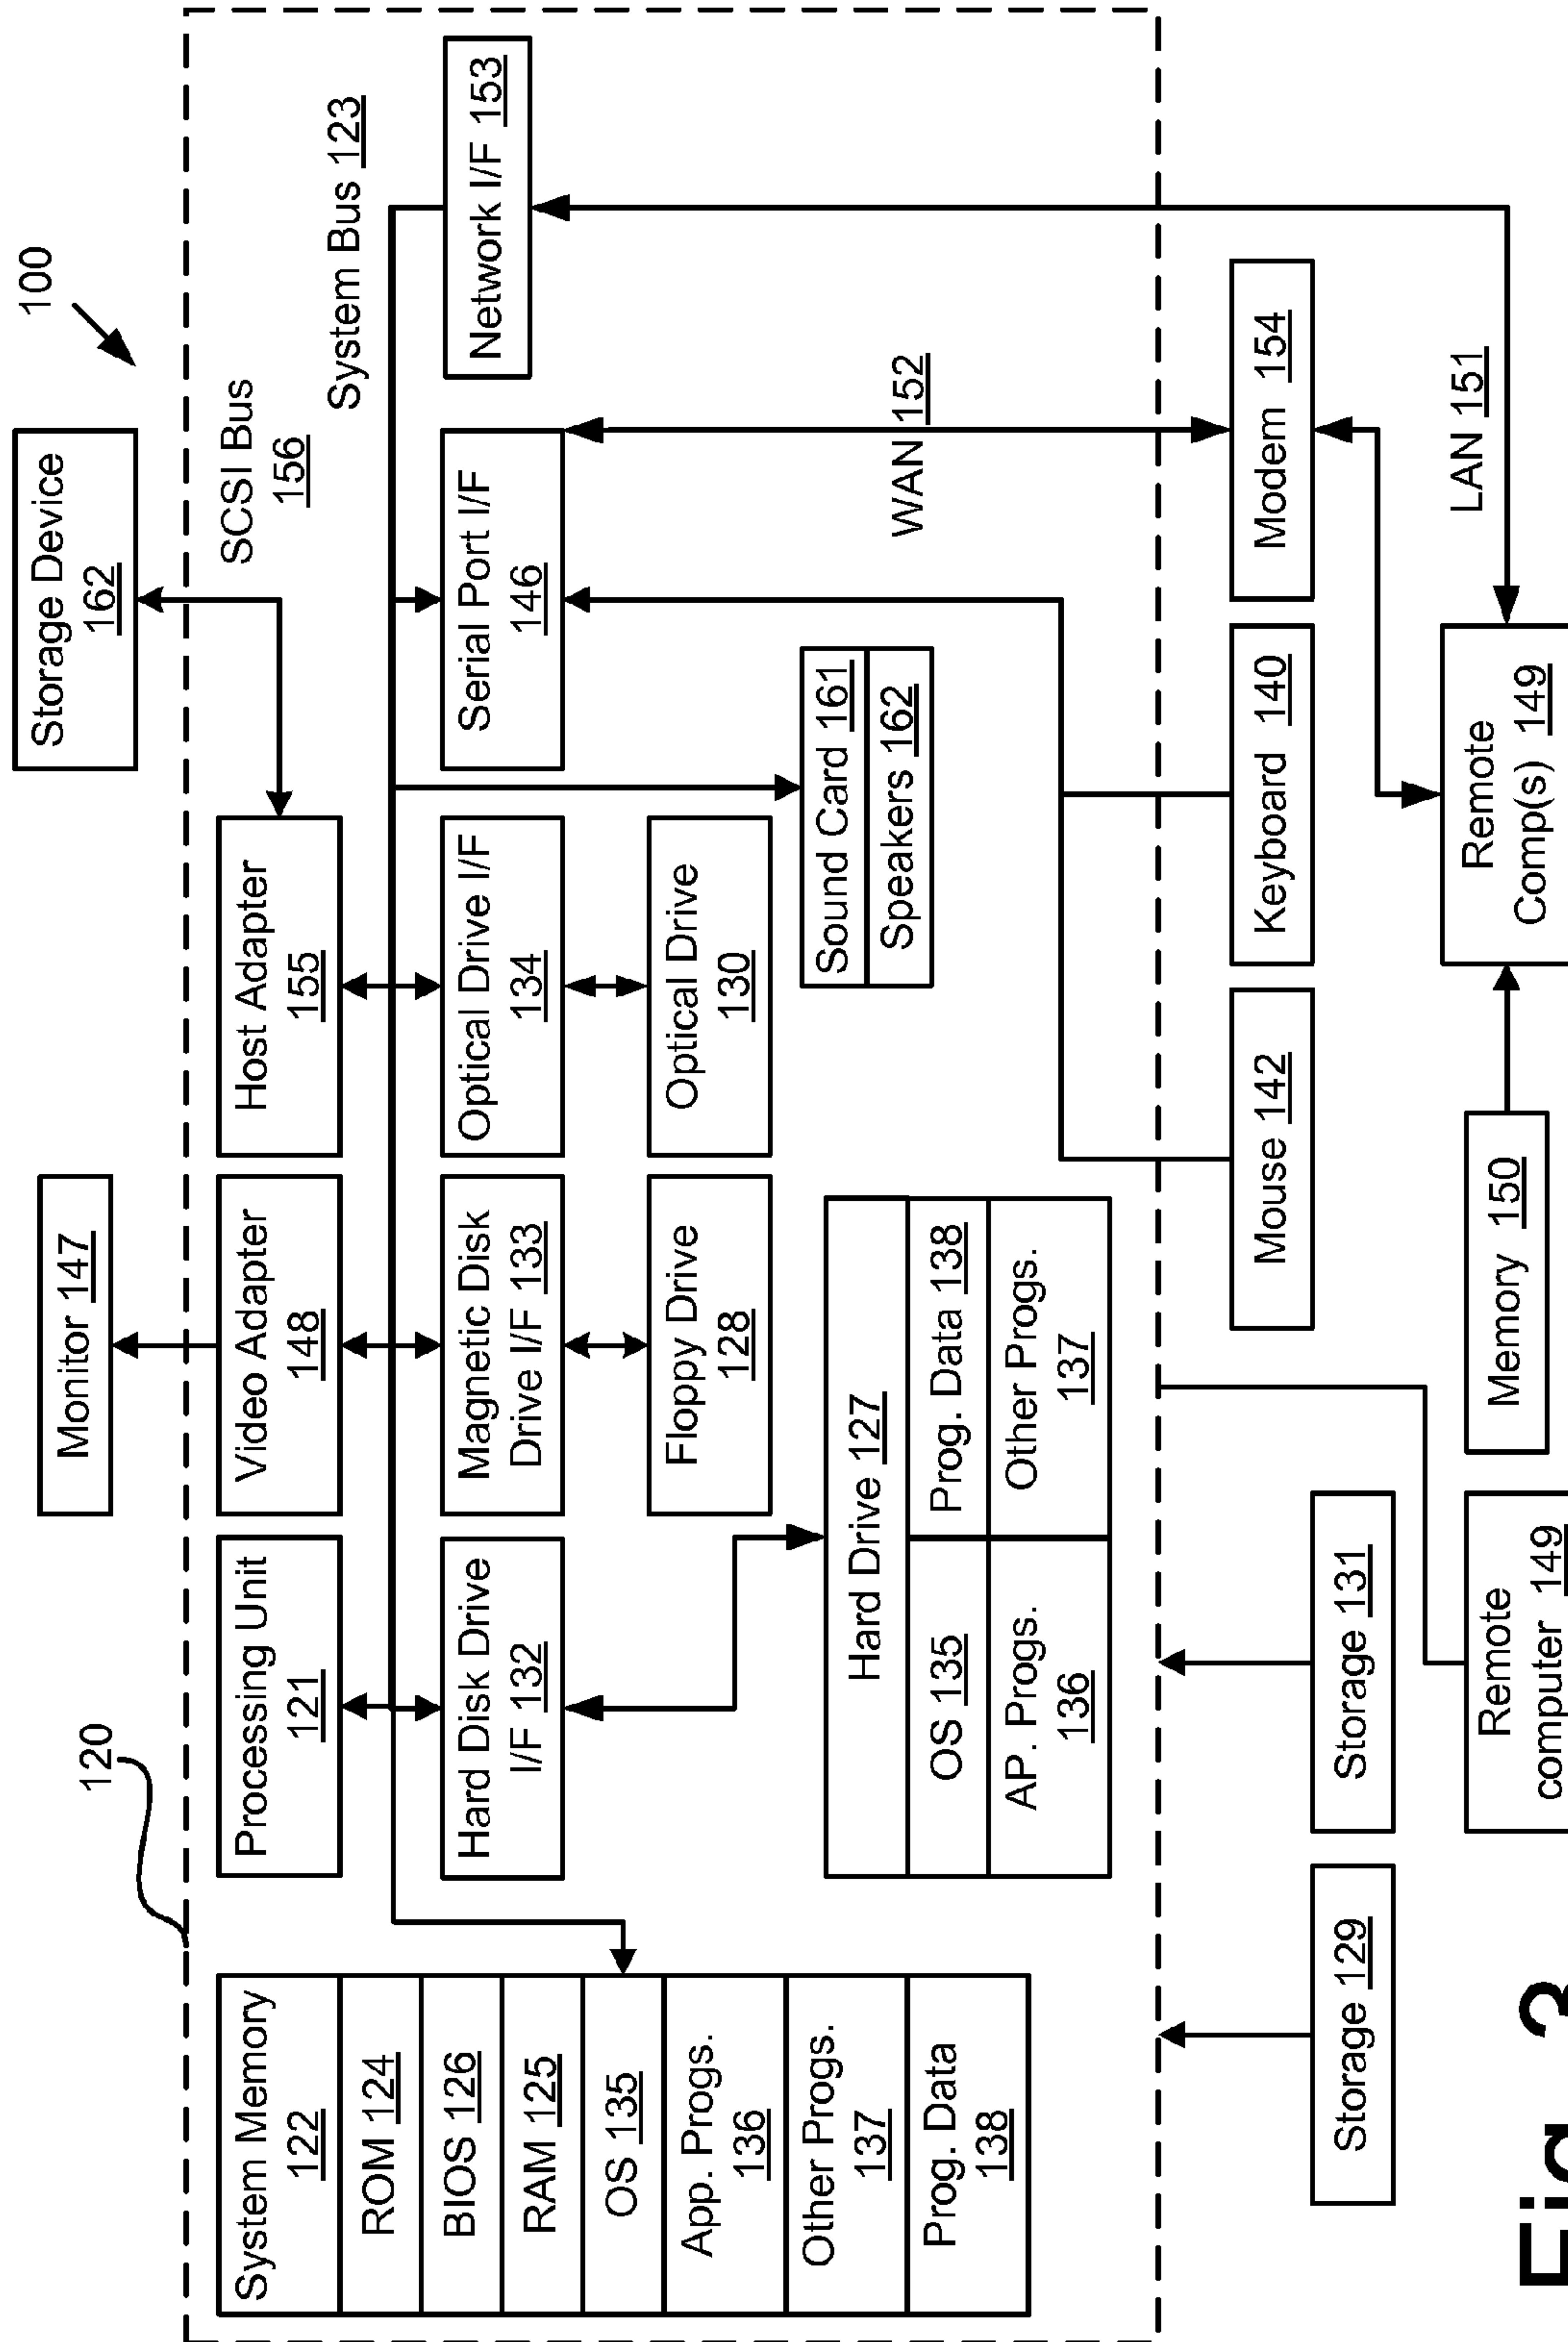 100
120
Monitor 147
Storage Device
162
SCSI Bus
156
System Memory
122
ROM 124
BIOS 126
RAM 125
OS 135
App. Progs.
136
Other Progs.
137
Prog. Data
138
Processing Unit
121
Video Adapter
148
Host Adapter
155
System Bus 123
Hard Disk Drive
I/F 132
Magnetic Disk
Drive I/F 133
Optical Drive I/F
134
Serial Port I/F
146
Network I/F 153
Floppy Drive
128
Optical Drive
130
Hard Drive 127
OS 135
Prog. Data 138
AP. Progs.
136
Other Progs.
137
Sound Card 161
Speakers 162
WAN 152
Storage 129
Storage 131
Mouse 142
Keyboard 140
Modem 154
Remote
computer 149
Memory 150
Remote
Comp(s) 149
LAN 151
Fig. 3